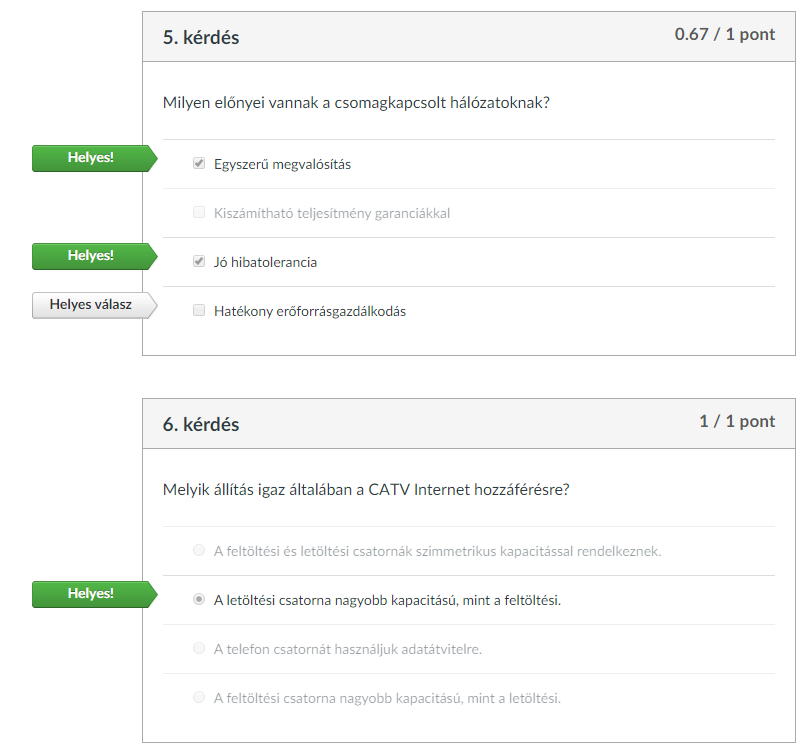 5. kérdés
0.67 / 1 pont
Milyen előnyei vannak a csomagkapcsolt hálózatoknak?
Helyes!
Egyszerű megvalósítás
Kiszámítható teljesítmény garanciákkal
Helyes!
Jó hibatolerancia
Helyes válasz
Hatékony erőforrásgazdálkodás
6. kérdés
1 / 1 pont
Melyik állítás igaz általában a CATV Internet hozzáférésre?
A feltöltési és letöltési csatornák szimmetrikus kapacitással rendelkeznek.
Helyes!
A letöltési csatorna nagyobb kapacitású, mint a feltöltési.
A telefon csatornát használjuk adatátvitelre.
A feltöltési csatorna nagyobb kapacitású, mint a letöltési.